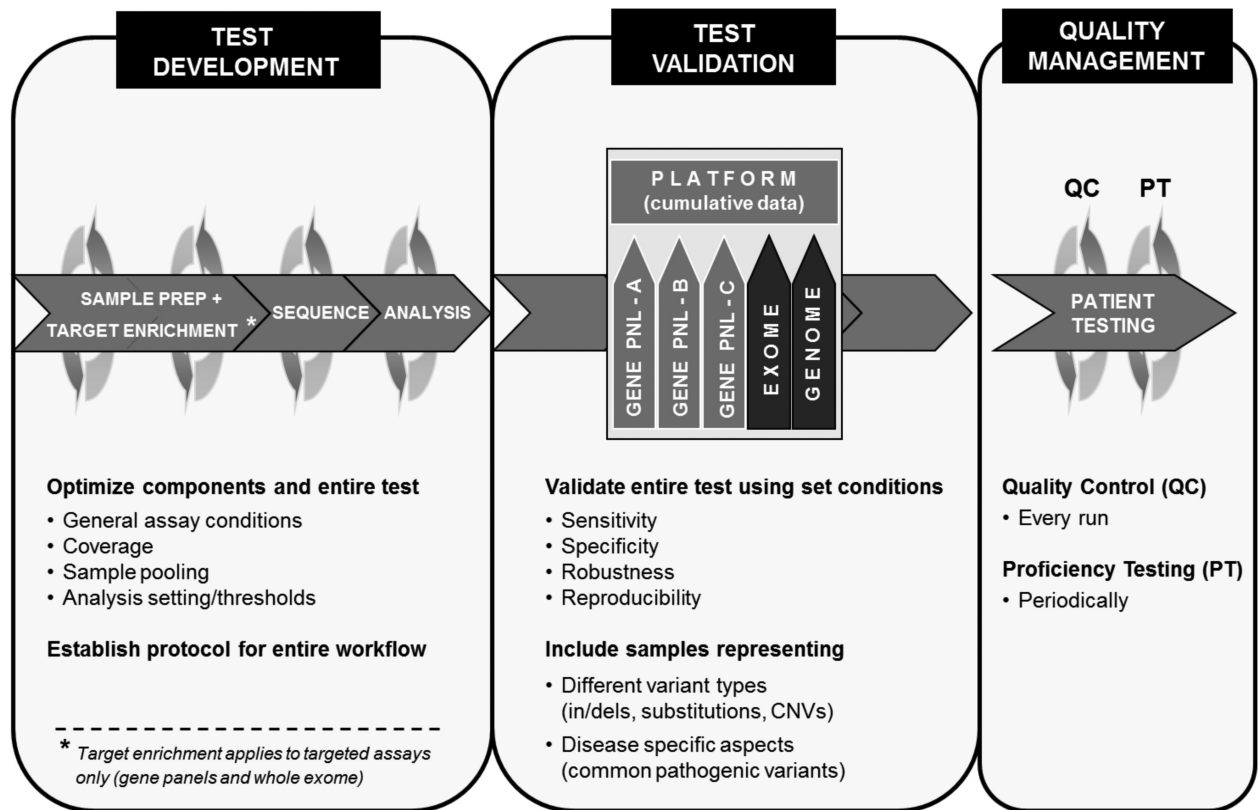 TEST
DEVELOPMENT
SAMPLE PREP +
TARGET ENRICHMENT *
SEQUENCE
ANALYSIS
Optimize components and entire test
• General assay conditions
• Coverage
• Sample pooling
• Analysis setting/thresholds
Establish protocol for entire workflow
* Target enrichment applies to targeted assays
only (gene panels and whole exome)
TEST
VALIDATION
PLATFORM
(cumulative data)
GENE PNL-A
GENE PNL-B
GENE PNL-C
EXOME
GENOME
Validate entire test using set conditions
• Sensitivity
• Specificity
• Robustness
• Reproducibility
Include samples representing
• Different variant types
(in/dels, substitutions, CNVs)
• Disease specific aspects
(common pathogenic variants)
QUALITY
MANAGEMENT
QC
PT
PATIENT
TESTING
Quality Control (QC)
• Every run
Proficiency Testing (PT)
• Periodically